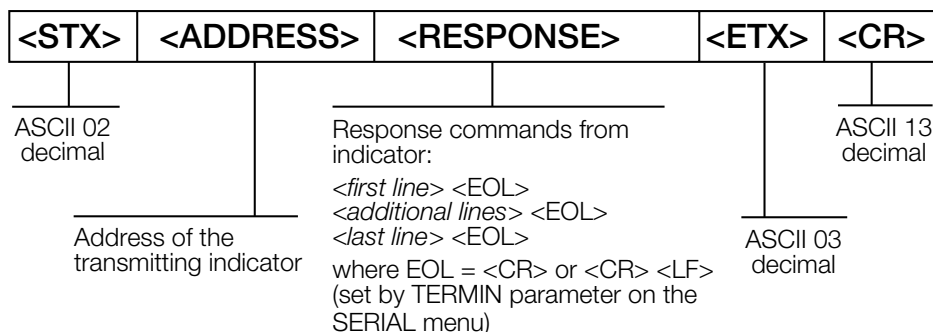 <STX> <ADDRESS> <RESPONSE> <ETX> <CR>
ASCII 02
decimal
Address of the
transmitting indicator
Response commands from
indicator:
<first line> <EOL>
<additional lines> <EOL>
<last line> <EOL>
where EOL = <CR> or <CR> <LF>
(set by TERMIN parameter on the
SERIAL menu)
ASCII 03
decimal
ASCII 13
decimal